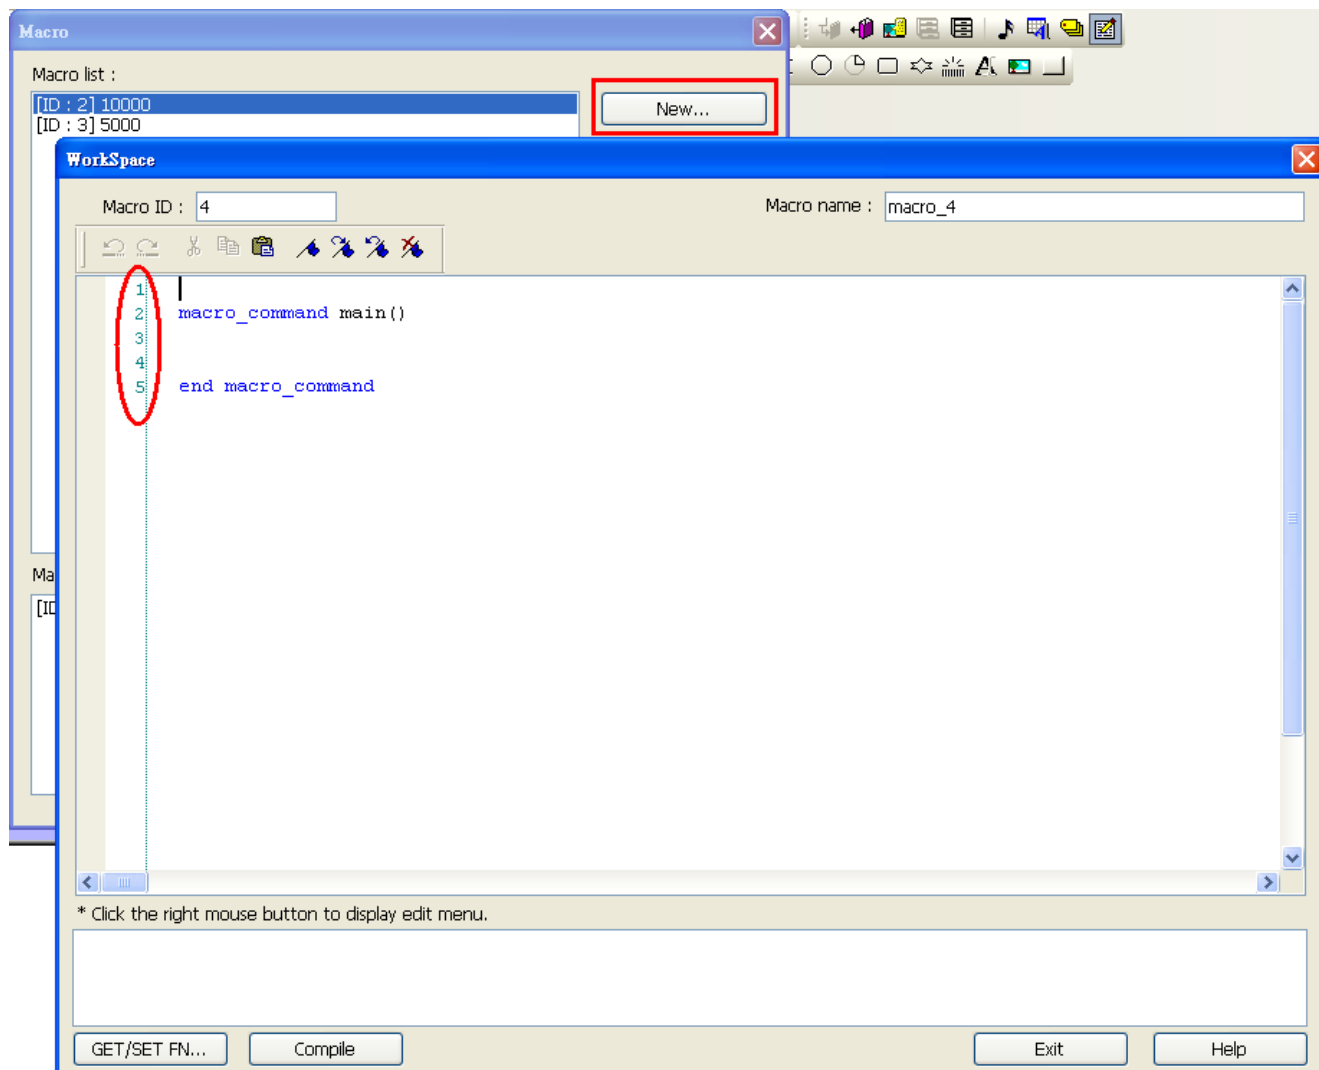 Macro
Macro list :
[ID : 2] 10000
[ID : 3] 5000
New...
WorkSpace
Macro ID : 4
Macro name : macro_4
1
2 macro_command main()
3
4
5 end macro_command
Ma
[ID
* Click the right mouse button to display edit menu.
GET/SET FN...
Compile
Exit
Help